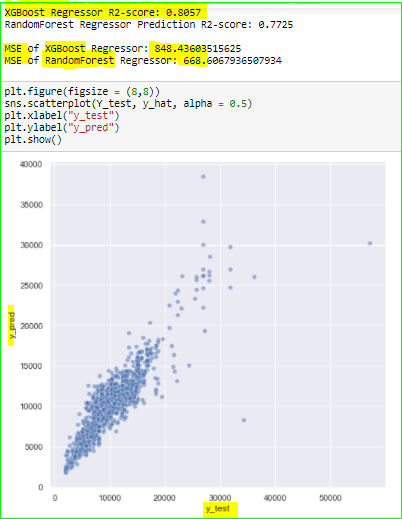 XGBoost Regressor R2-score: 0.8057
RandomForest Regressor Prediction R2-score: 0.7725
MSE of XGBoost Regressor: 848.43603515625
MSE of RandomForest Regressor: 668.6067936507934
plt.figure(figsize = (8,8))
sns.scatterplot(Y_test, y_hat, alpha = 0.5)
plt.xlabel("y_test")
plt.ylabel("y_pred")
plt.show()
40000
35000
30000
25000
20000
15000
10000
5000
0
y_pred
0 10000 20000 30000 40000 50000
y_test